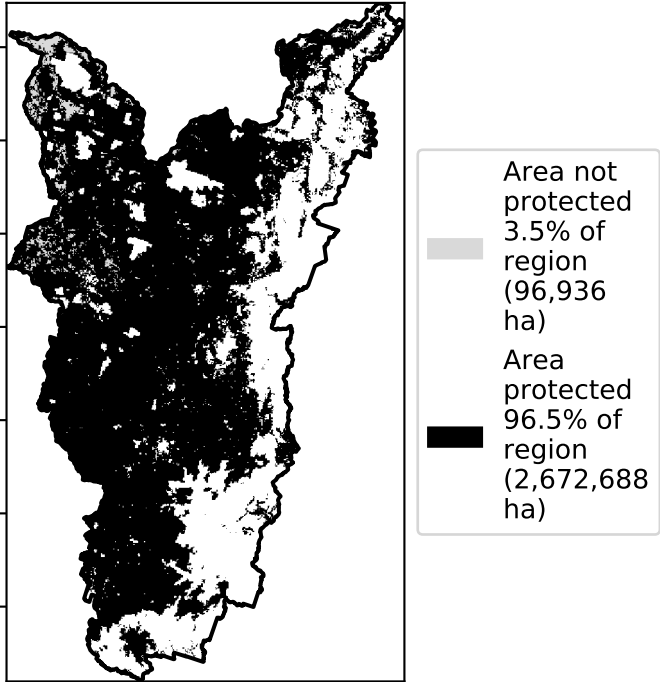 Area not
protected
3.5% of
region
(96,936
ha)
Area
protected
96.5% of
region
(2,672,688
ha)